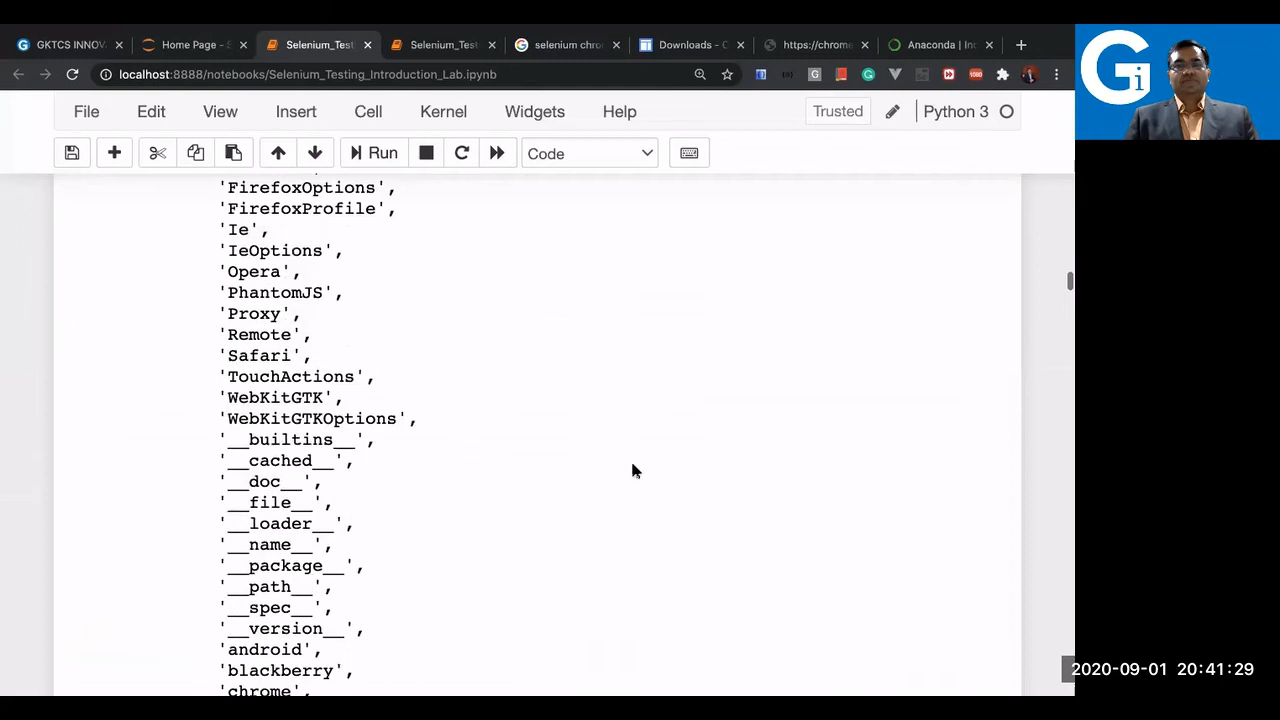 GKTCS INNOV
Home Page - S
Selenium_Test
Selenium_Test
selenium chro
Downloads - C
https://chrome
Anaconda | Ind
localhost:8888/notebooks/Selenium_Testing_Introduction_Lab.ipynb
Gi
File Edit View Insert Cell Kernel Widgets Help Trusted Python 3
Run Code
'FirefoxOptions',
'FirefoxProfile',
'Ie',
'IeOptions',
'Opera',
'PhantomJS',
'Proxy',
'Remote',
'Safari',
'TouchActions',
'WebKitGTK',
'WebKitGTKOptions',
'__builtins__',
'__cached__',
'__doc__',
'__file__',
'__loader__',
'__name__',
'__package__',
'__path__',
'__spec__',
'__version__',
'android',
'blackberry',
'chrome',
2020-09-01 20:41:29